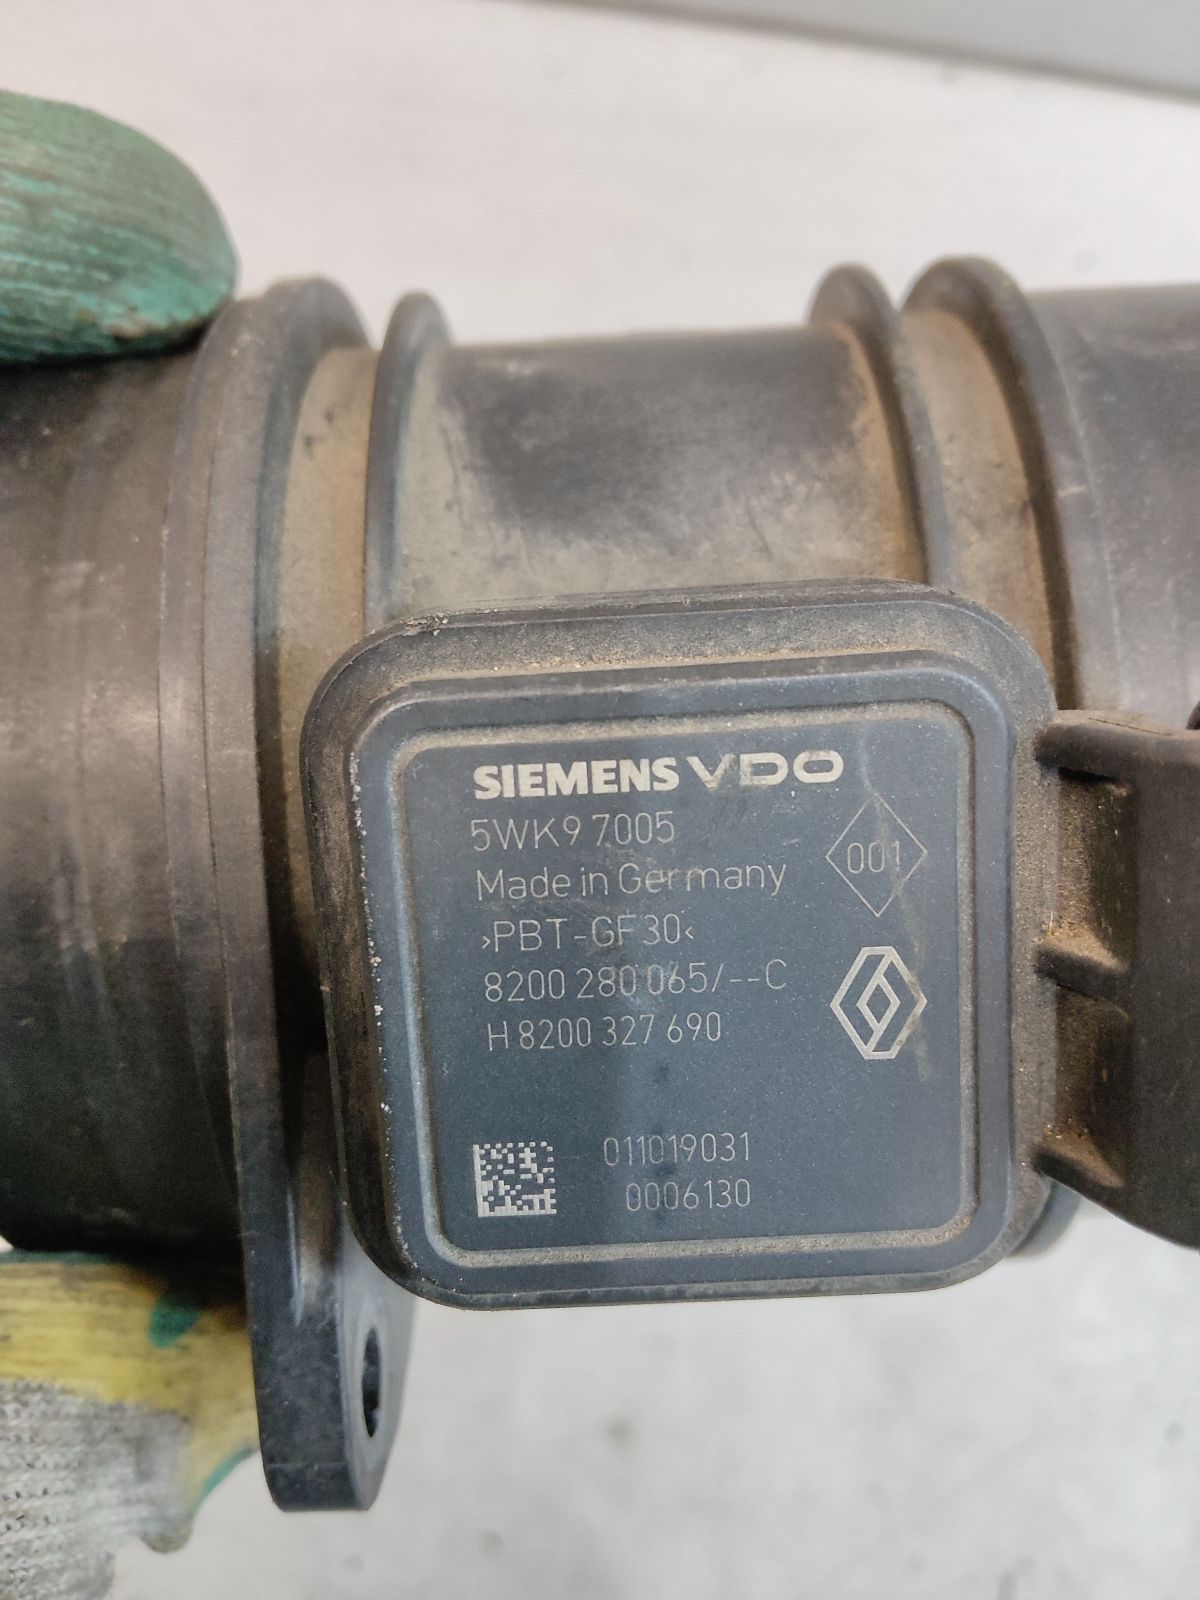 SIEMENS VDO
5WK9 7005
Made in Germany
001
>PBT-GF30<
8200 280 065/--C
H 8200 327 690
011019031
0006130